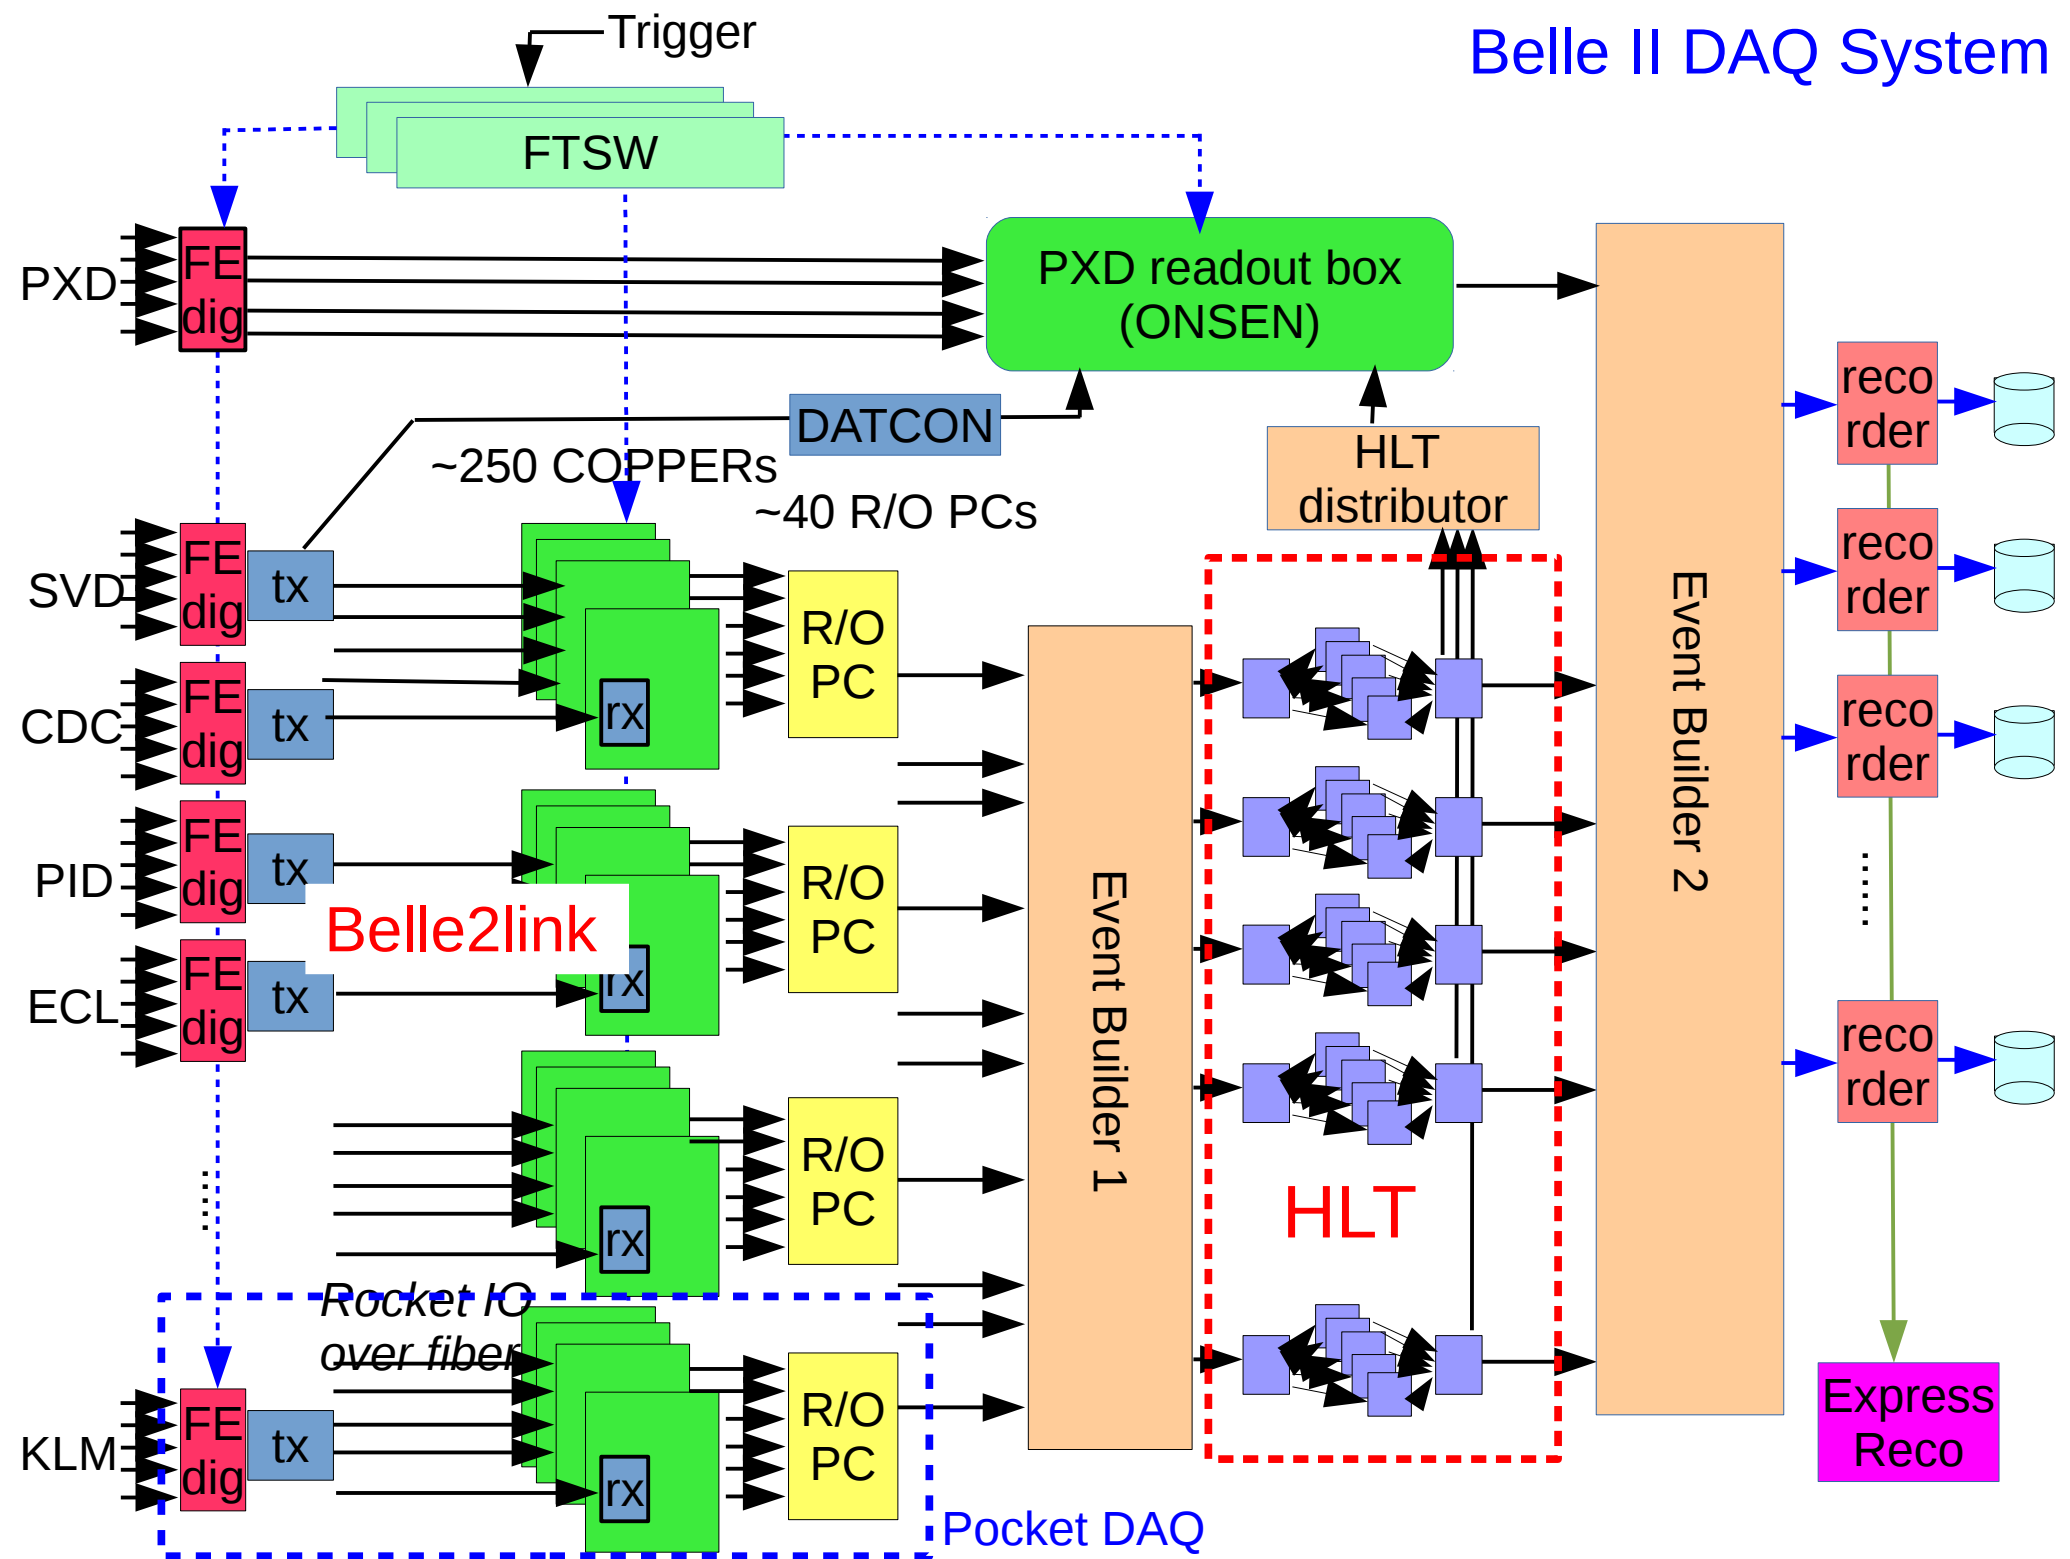 Trigger
Belle II DAQ System
FTSW
PXD
FE
dig
PXD readout box
(ONSEN)
DATCON
~250 COPPERs
~40 R/O PCs
HLT
distributor
reco
rder
reco
rder
reco
rder
reco
rder
SVD
FE
dig
tx
rx
R/O
PC
CDC
FE
dig
tx
PID
FE
dig
tx
Belle2link
rx
R/O
PC
ECL
FE
dig
tx
rx
R/O
PC
Event Builder 1
Event Builder 2
HLT
......
......
Rocket IO
over fiber
KLM
FE
dig
tx
rx
R/O
PC
Pocket DAQ
Express
Reco